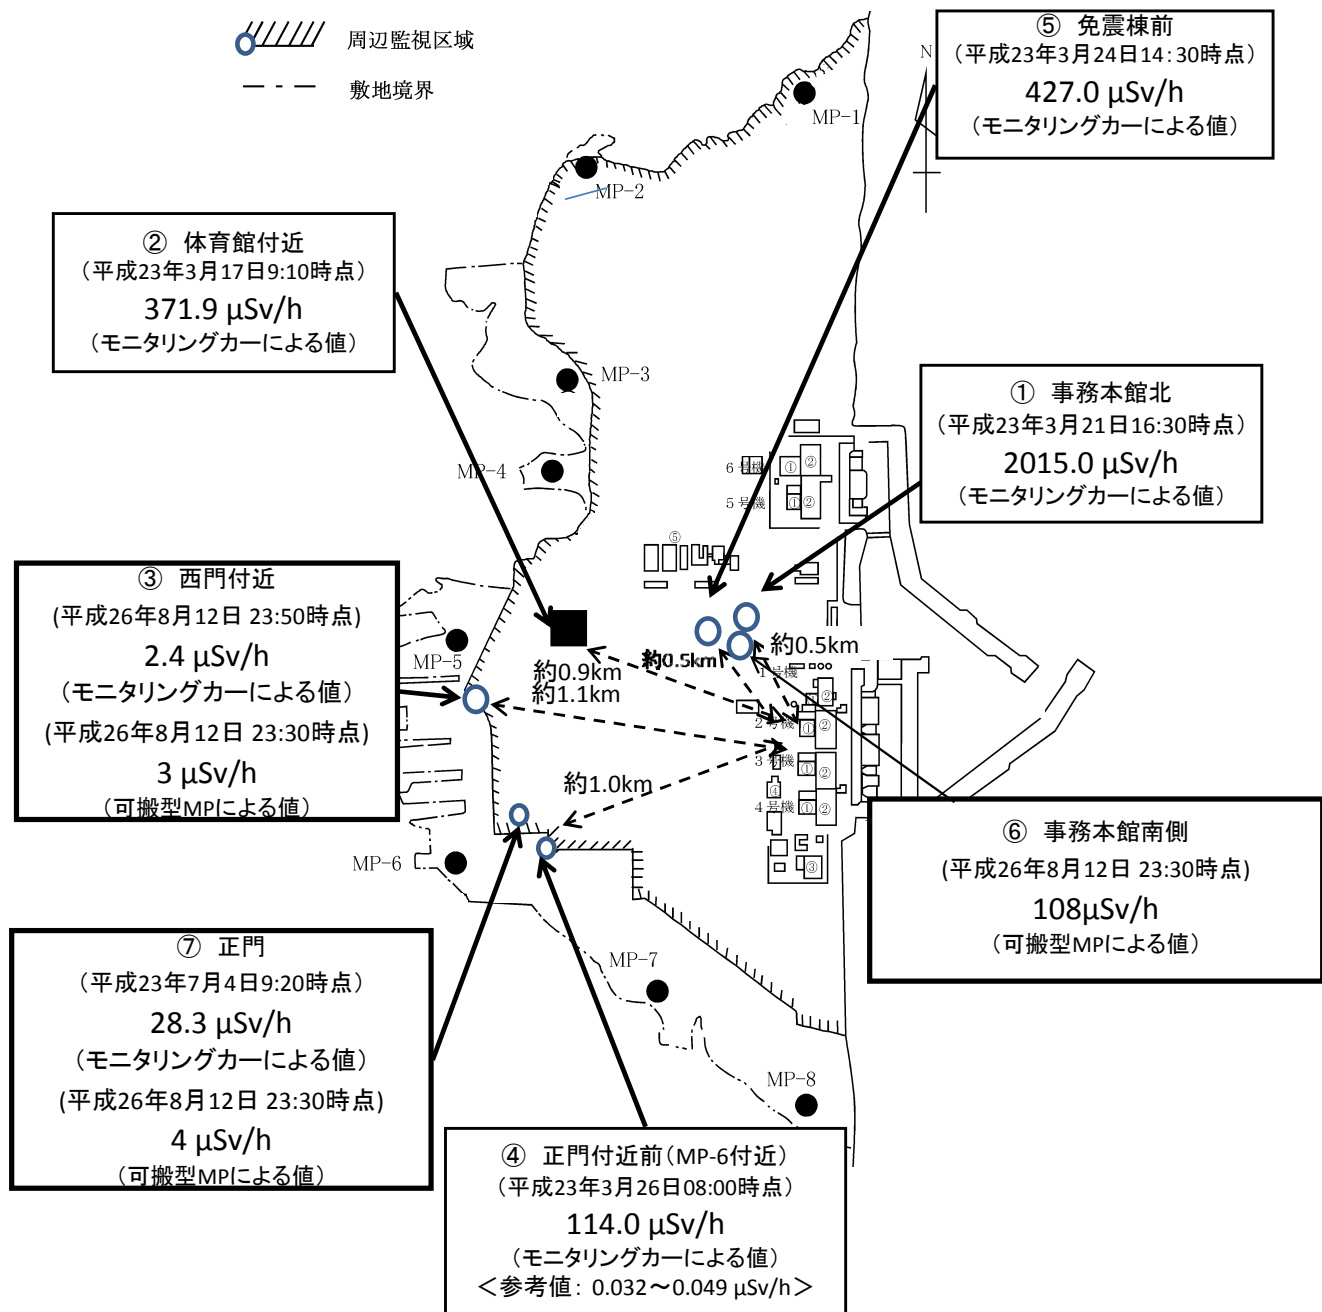 周辺監視区域
敷地境界
⑤ 免震棟前
(平成23年3月24日14:30時点)
427.0 μSv/h
(モニタリングカーによる値)
N
MP-1
MP-2
② 体育館付近
(平成23年3月17日9:10時点)
371.9 μSv/h
(モニタリングカーによる値)
MP-3
MP-4
① 事務本館北
(平成23年3月21日16:30時点)
2015.0 μSv/h
(モニタリングカーによる値)
6号機
① ②
5号機
① ②
⑤
③ 西門付近
(平成26年8月12日 23:50時点)
2.4 μSv/h
(モニタリングカーによる値)
(平成26年8月12日 23:30時点)
3 μSv/h
(可搬型MPによる値)
MP-5
約0.9km
約1.1km
約0.5km
約0.5km
1号機
②
2号機
① ②
3号機
① ②
④
4号機
① ②
③
約1.0km
MP-6
⑥ 事務本館南側
(平成26年8月12日 23:30時点)
108μSv/h
(可搬型MPによる値)
⑦ 正門
(平成23年7月4日9:20時点)
28.3 μSv/h
(モニタリングカーによる値)
(平成26年8月12日 23:30時点)
4 μSv/h
(可搬型MPによる値)
MP-7
MP-8
④ 正門付近前(MP-6付近)
(平成23年3月26日08:00時点)
114.0 μSv/h
(モニタリングカーによる値)
<参考値: 0.032~0.049 μSv/h>